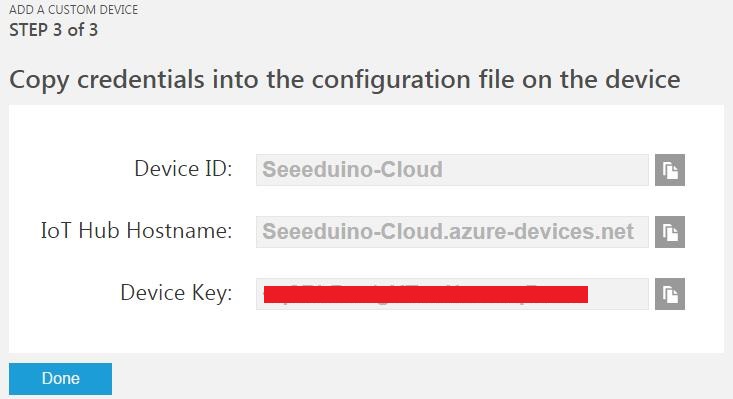 ADD A CUSTOM DEVICE
STEP 3 of 3
Copy credentials into the configuration file on the device
Device ID: Seeeduino-Cloud
IoT Hub Hostname: Seeeduino-Cloud.azure-devices.net
Device Key:
Done